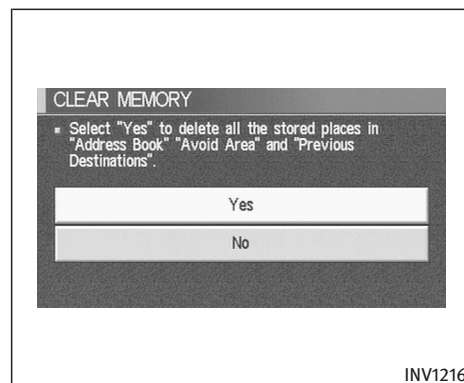 CLEAR MEMORY
▪ Select "Yes" to delete all the stored places in
"Address Book" "Avoid Area" and "Previous
Destinations".
Yes
No
INV1216